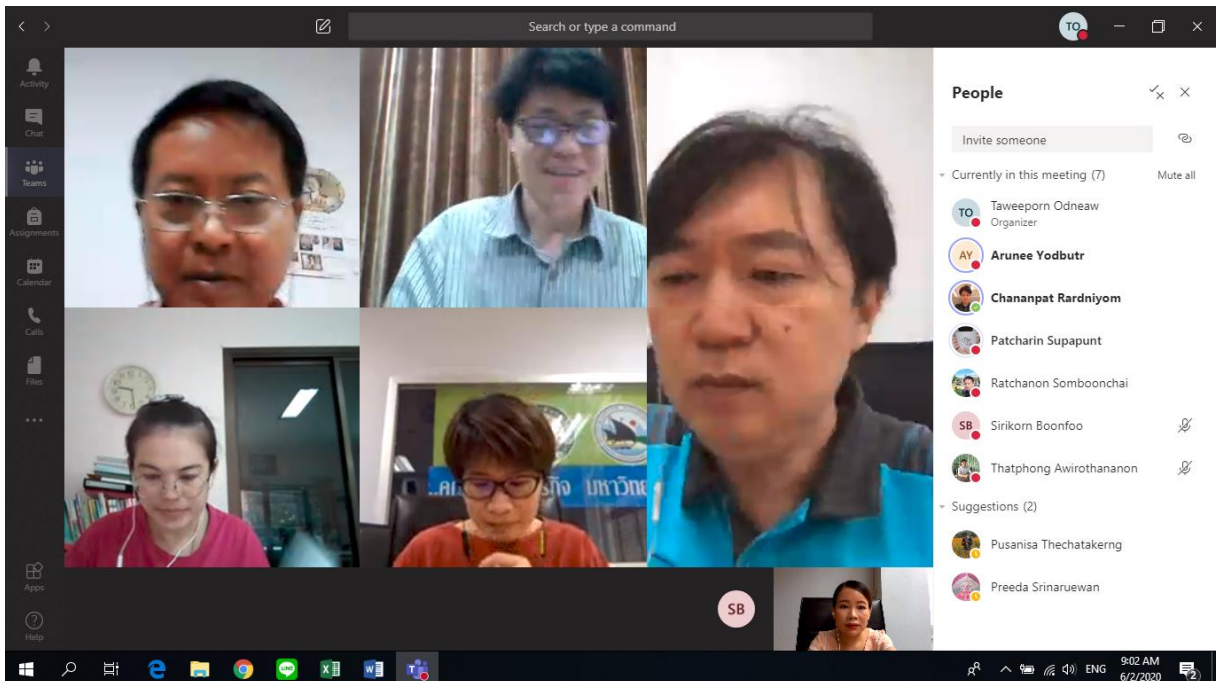 Search or type a command
TO
Activity
Chat
Teams
Assignments
Calendar
Calls
Files
Apps
Help
People
Invite someone
Currently in this meeting (7)
Mute all
TO
Taweeporn Odneaw
Organizer
AY
Arunee Yodbutr
Chananpat Rardniyom
Patcharin Supapunt
Ratchanon Somboonchai
SB
Sirikorn Boonfoo
Thatphong Awirothananon
Suggestions (2)
Pusanisa Thechatakerng
Preeda Srinaruewan
SB
ENG
9:02 AM
6/2/2020
2